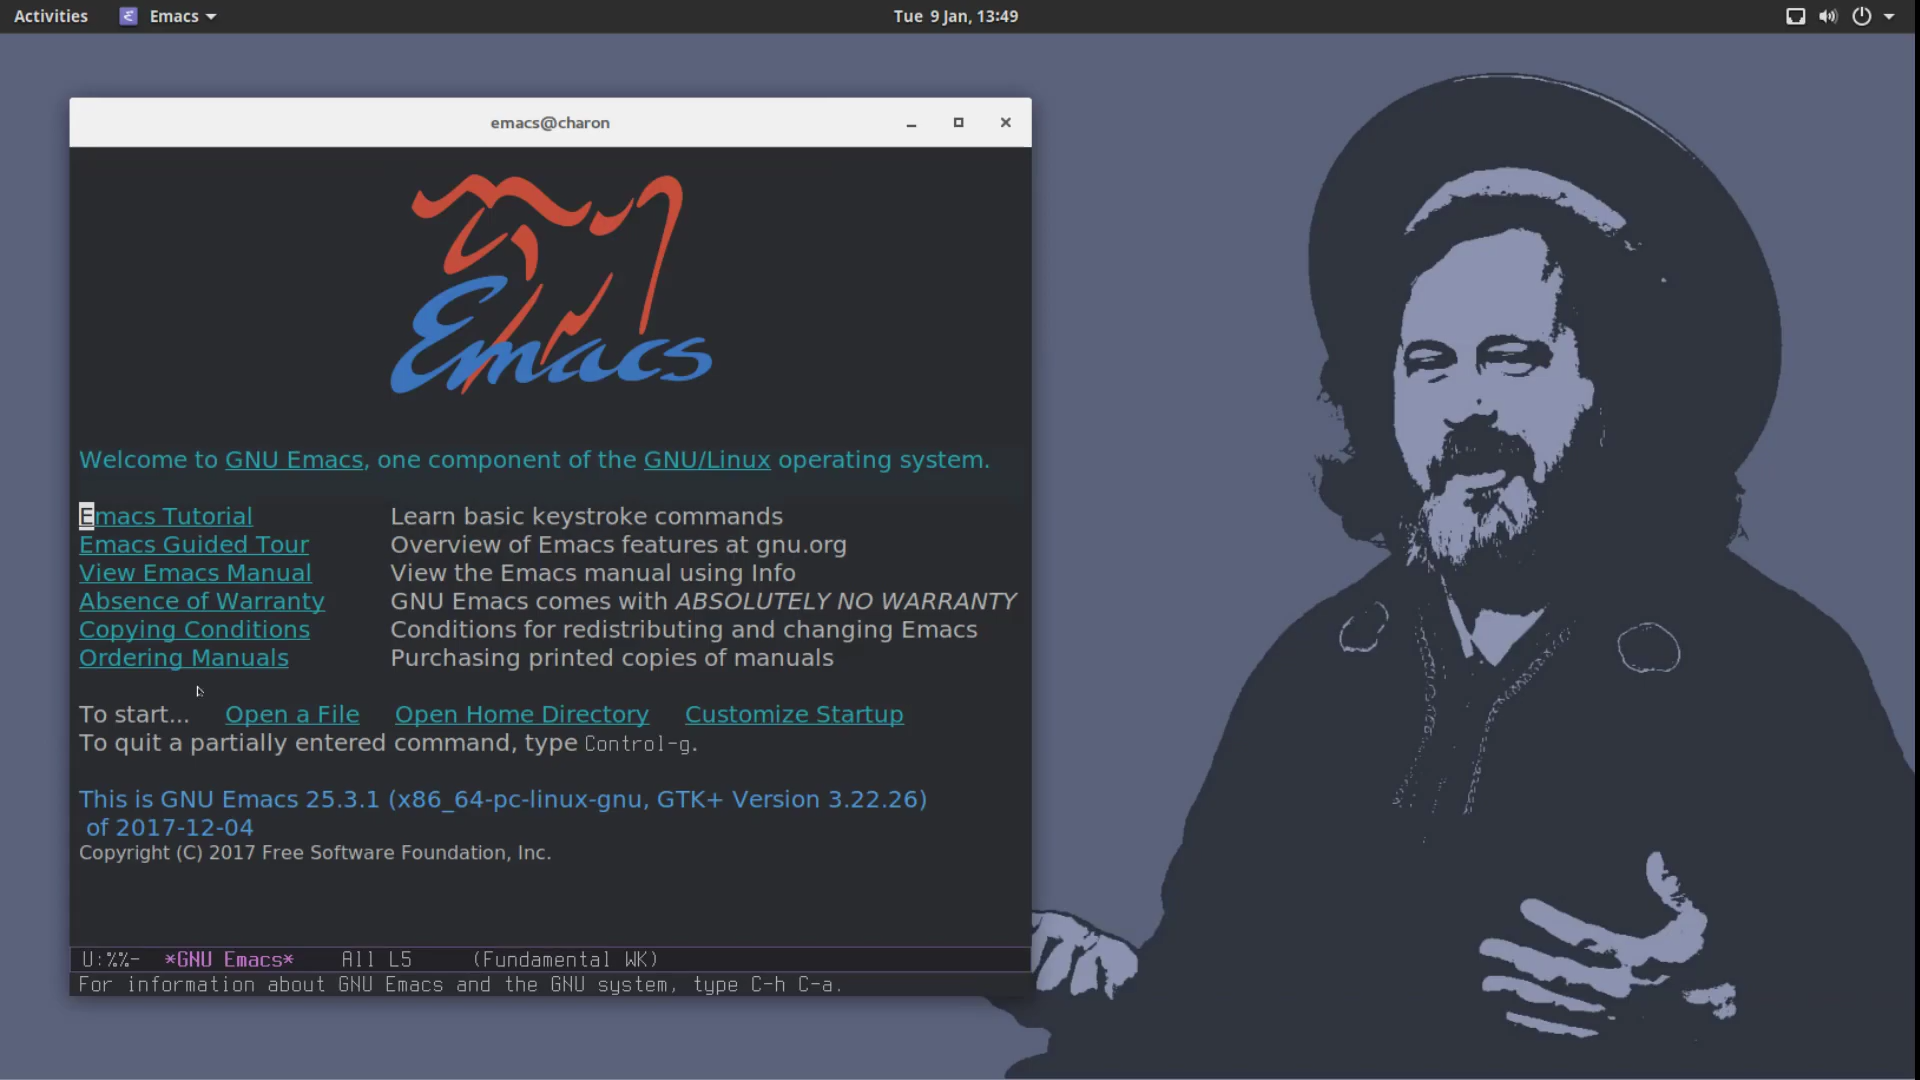 Activities Emacs Tue 9 Jan, 13:49
emacs@charon
Emacs
Welcome to GNU Emacs, one component of the GNU/Linux operating system.
Emacs Tutorial Learn basic keystroke commands
Emacs Guided Tour Overview of Emacs features at gnu.org
View Emacs Manual View the Emacs manual using Info
Absence of Warranty GNU Emacs comes with ABSOLUTELY NO WARRANTY
Copying Conditions Conditions for redistributing and changing Emacs
Ordering Manuals Purchasing printed copies of manuals
To start... Open a File Open Home Directory Customize Startup
To quit a partially entered command, type Control-g.
This is GNU Emacs 25.3.1 (x86_64-pc-linux-gnu, GTK+ Version 3.22.26)
of 2017-12-04
Copyright (C) 2017 Free Software Foundation, Inc.
U:%%- *GNU Emacs* All L5 (Fundamental WK)
For information about GNU Emacs and the GNU system, type C-h C-a.